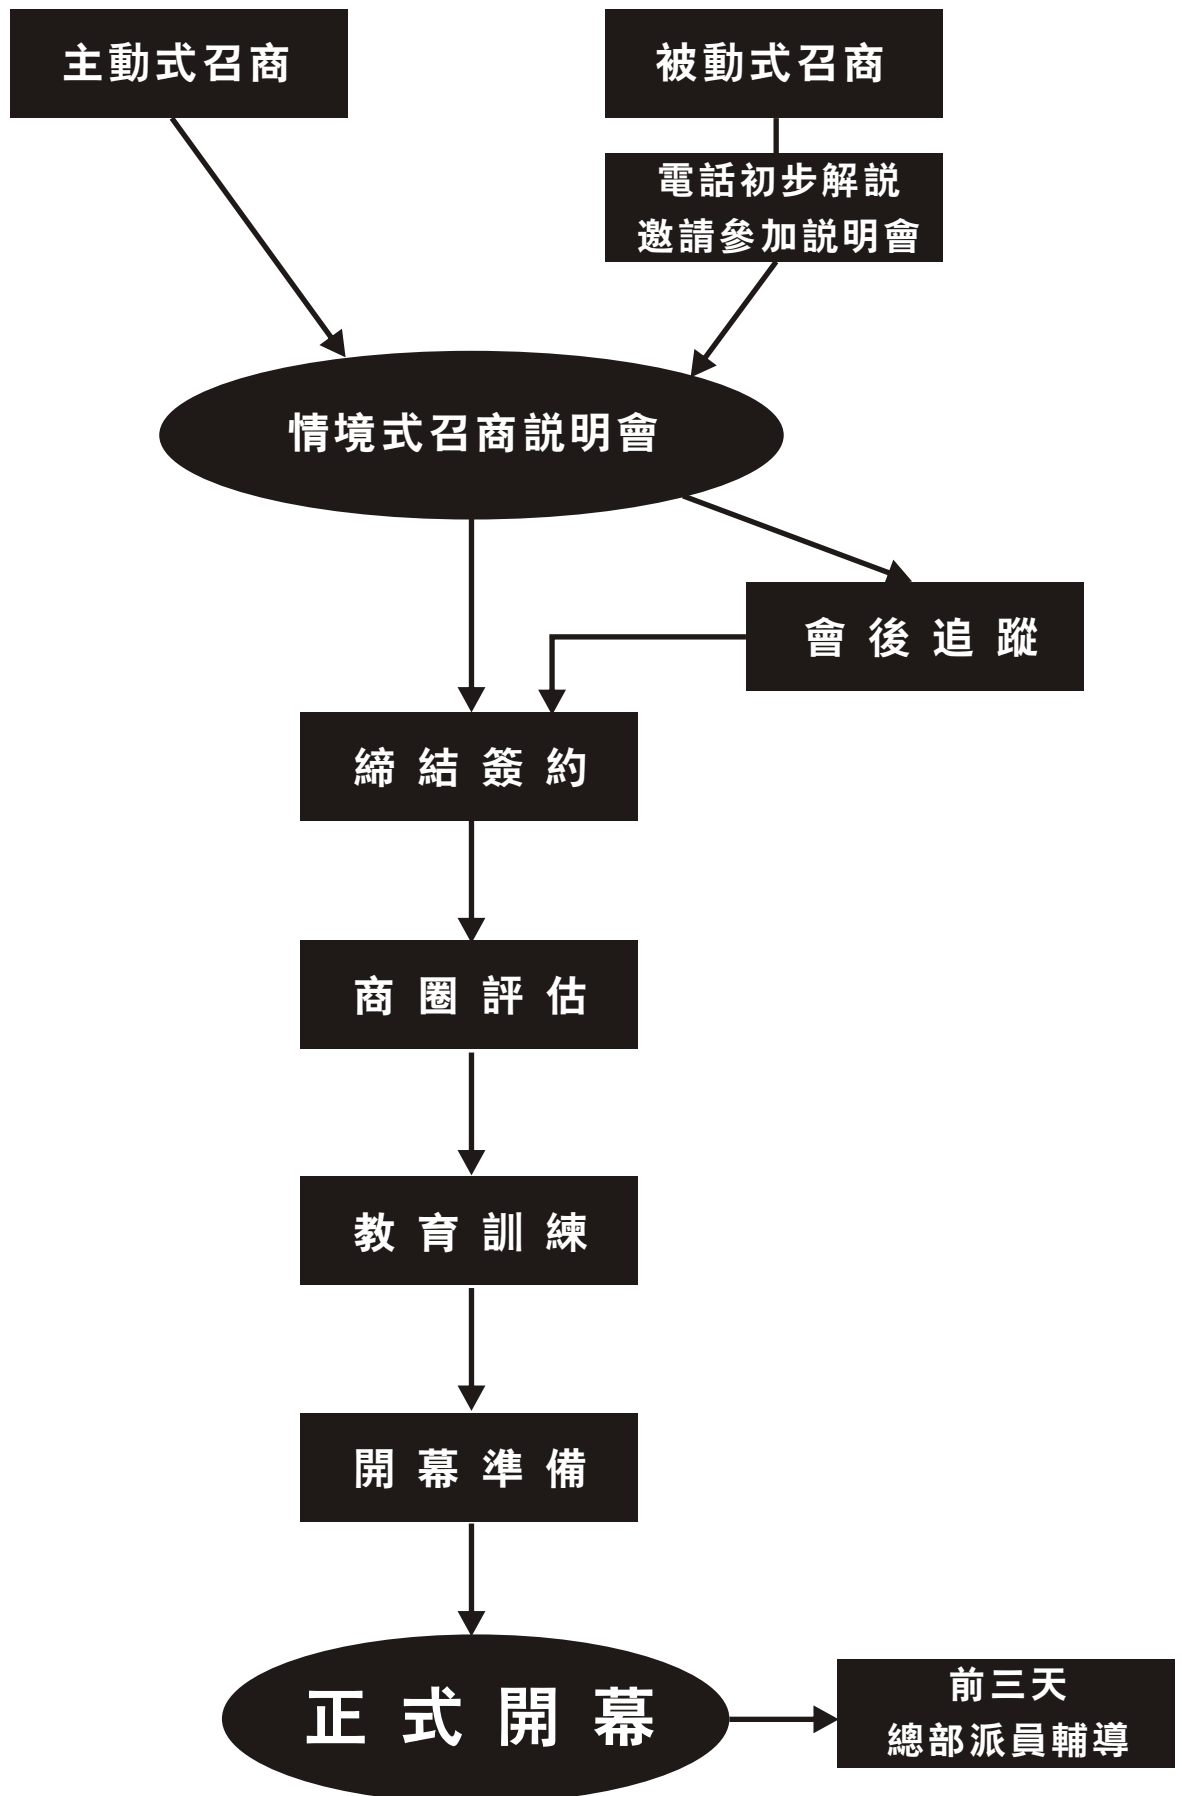 主動式召商
被動式召商
電話初步解説
邀請參加説明會
情境式召商説明會
會後追蹤
締結簽約
商圈評估
教育訓練
開幕準備
正式開幕
前三天
總部派員輔導